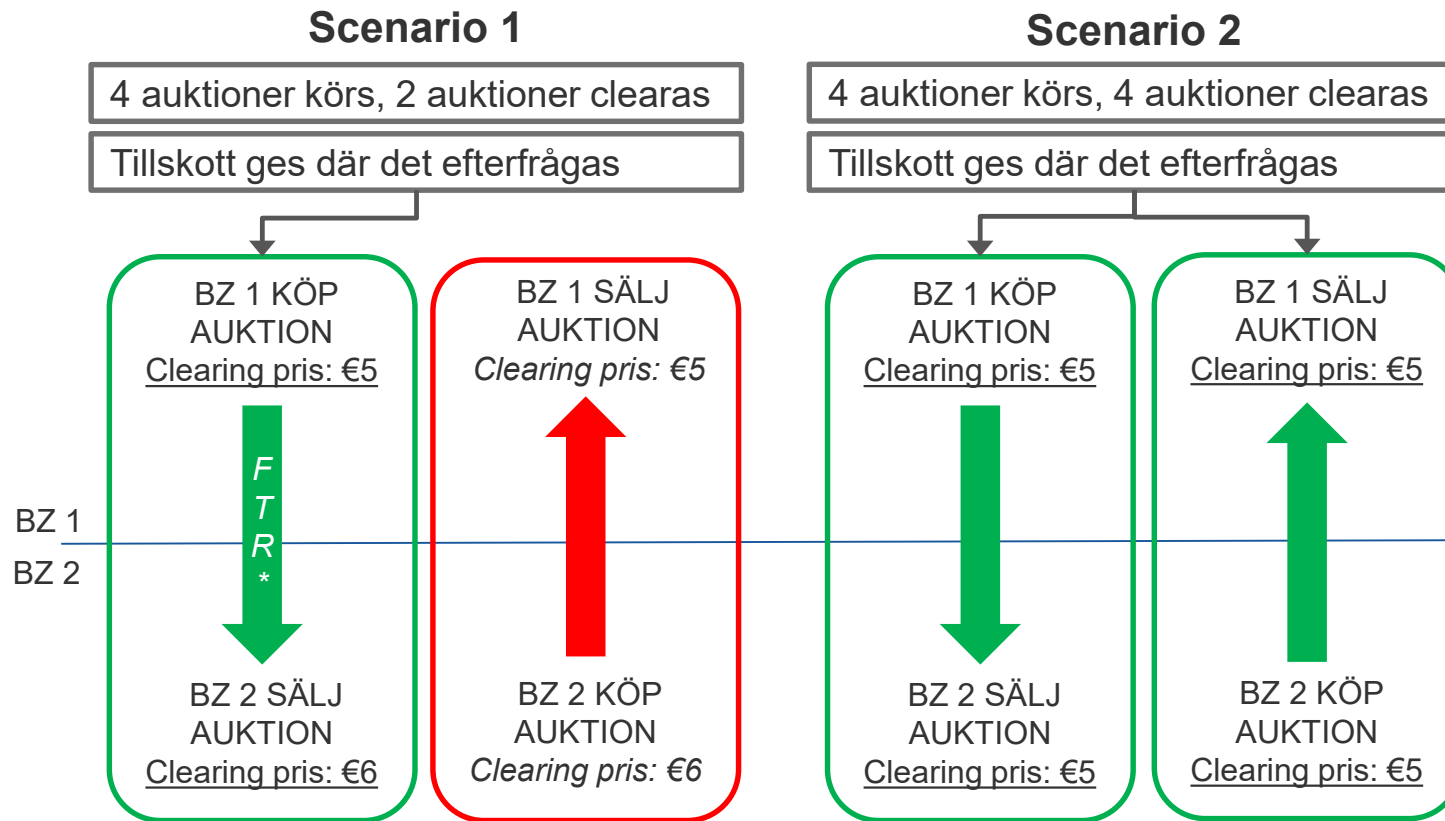 Scenario 1
4 auktioner körs, 2 auktioner clearas
Tillskott ges där det efterfrågas
BZ 1 KÖP
AUKTION
Clearing pris: €5
BZ 1 SÄLJ
AUKTION
Clearing pris: €5
F
T
R
*
BZ 1
BZ 2
BZ 2 SÄLJ
AUKTION
Clearing pris: €6
BZ 2 KÖP
AUKTION
Clearing pris: €6
Scenario 2
4 auktioner körs, 4 auktioner clearas
Tillskott ges där det efterfrågas
BZ 1 KÖP
AUKTION
Clearing pris: €5
BZ 1 SÄLJ
AUKTION
Clearing pris: €5
BZ 2 SÄLJ
AUKTION
Clearing pris: €5
BZ 2 KÖP
AUKTION
Clearing pris: €5